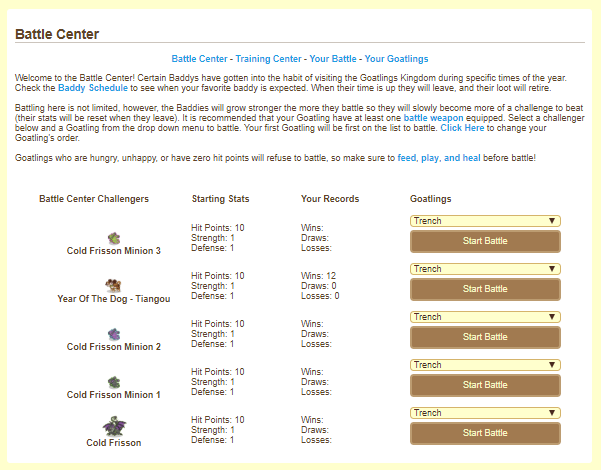 Battle Center
Battle Center - Training Center - Your Battle - Your Goatlings
Welcome to the Battle Center! Certain Baddys have gotten into the habit of visiting the Goatlings Kingdom during specific times of the year.
Check the Baddy Schedule to see when your favorite baddy is expected. When their time is up they will leave, and their loot will retire.
Battling here is not limited, however, the Baddies will grow stronger the more they battle so they will slowly become more of a challenge to beat
(their stats will be reset when they leave). It is recommended that your Goatling have at least one battle weapon equipped. Select a challenger
below and a Goatling from the drop down menu to battle. Your first Goatling will be first on the list to battle. Click Here to change your
Goatling's order.
Goatlings who are hungry, unhappy, or have zero hit points will refuse to battle, so make sure to feed, play, and heal before battle!
Battle Center Challengers Starting Stats Your Records Goatlings
Cold Frisson Minion 3
Hit Points: 10
Strength: 1
Defense: 1
Wins:
Draws:
Losses:
Trench
Start Battle
Year Of The Dog - Tiangou
Hit Points: 10
Strength: 1
Defense: 1
Wins: 12
Draws: 0
Losses: 0
Trench
Start Battle
Cold Frisson Minion 2
Hit Points: 10
Strength: 1
Defense: 1
Wins:
Draws:
Losses:
Trench
Start Battle
Cold Frisson Minion 1
Hit Points: 10
Strength: 1
Defense: 1
Wins:
Draws:
Losses:
Trench
Start Battle
Cold Frisson
Hit Points: 10
Strength: 1
Defense: 1
Wins:
Draws:
Losses:
Trench
Start Battle